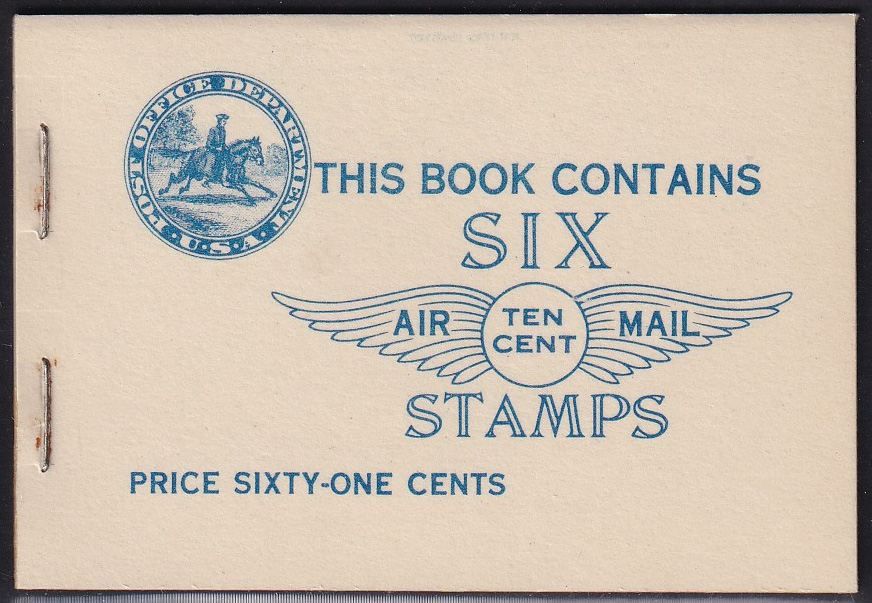 POST OFFICE DEPARTMENT
U.S.A.
THIS BOOK CONTAINS
SIX
AIR TEN MAIL
CENT
STAMPS
PRICE SIXTY-ONE CENTS